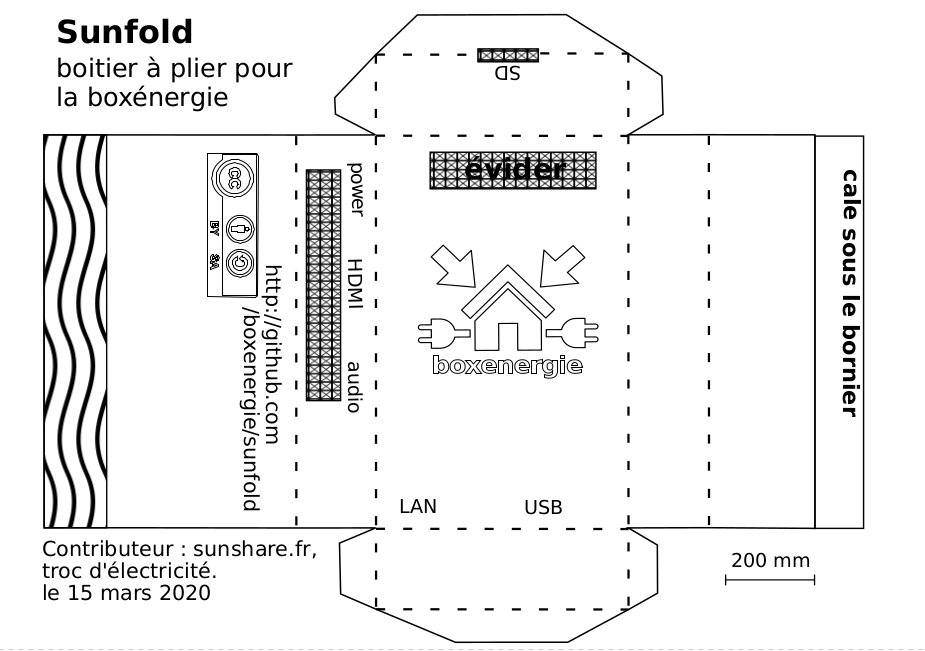 Sunfold
boitier à plier pour
la boxénergie
SD
évider
CC
BY
SA
power
HDMI
audio
http://github.com
/boxenergie/sunfold
boxenergie
cale sous le bornier
LAN
USB
Contributeur : sunshare.fr,
troc d'électricité.
le 15 mars 2020
200 mm